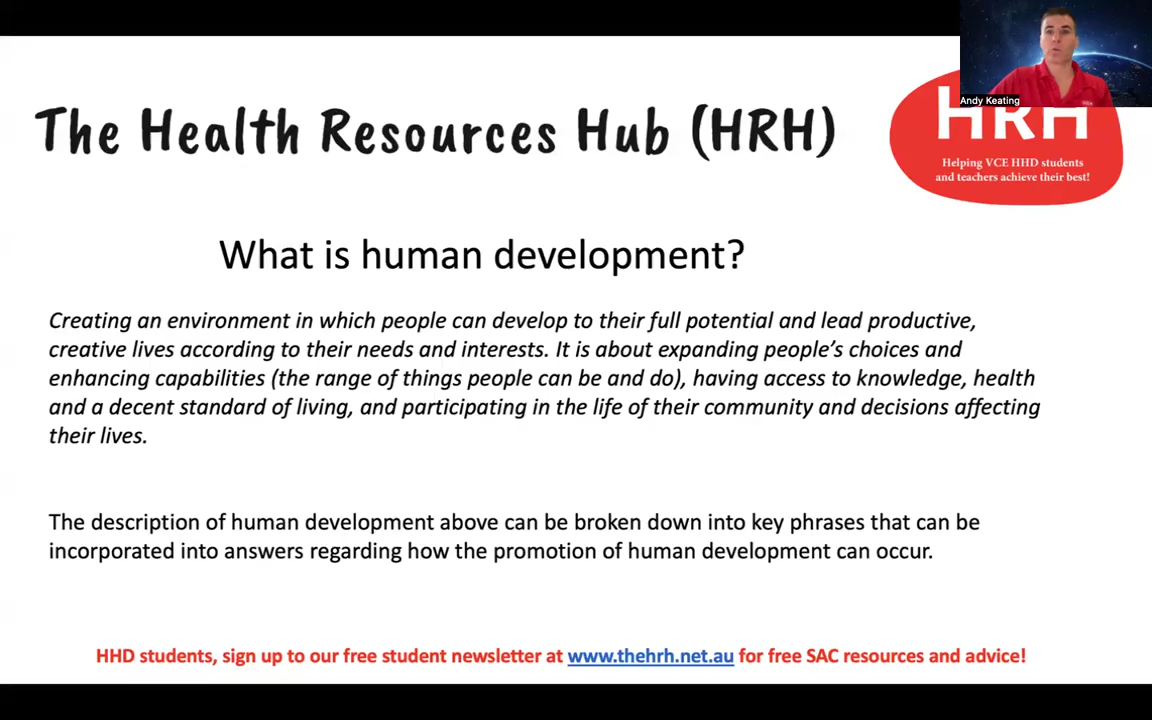 Andy Keating
The Health Resources Hub (HRH)
HRH
Helping VCE HHD students
and teachers achieve their best!
What is human development?
Creating an environment in which people can develop to their full potential and lead productive,
creative lives according to their needs and interests. It is about expanding people’s choices and
enhancing capabilities (the range of things people can be and do), having access to knowledge, health
and a decent standard of living, and participating in the life of their community and decisions affecting
their lives.
The description of human development above can be broken down into key phrases that can be
incorporated into answers regarding how the promotion of human development can occur.
HHD students, sign up to our free student newsletter at www.thehrh.net.au for free SAC resources and advice!